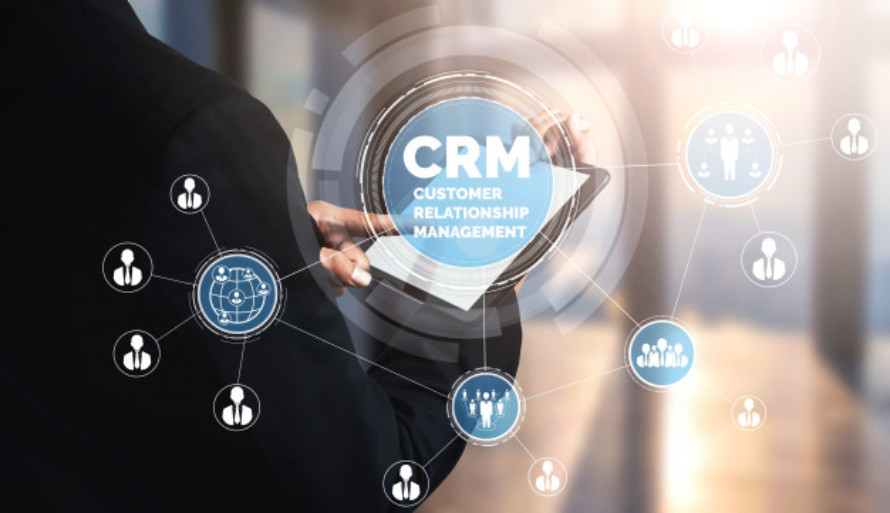 CRM
CUSTOMER
RELATIONSHIP
MANAGEMENT